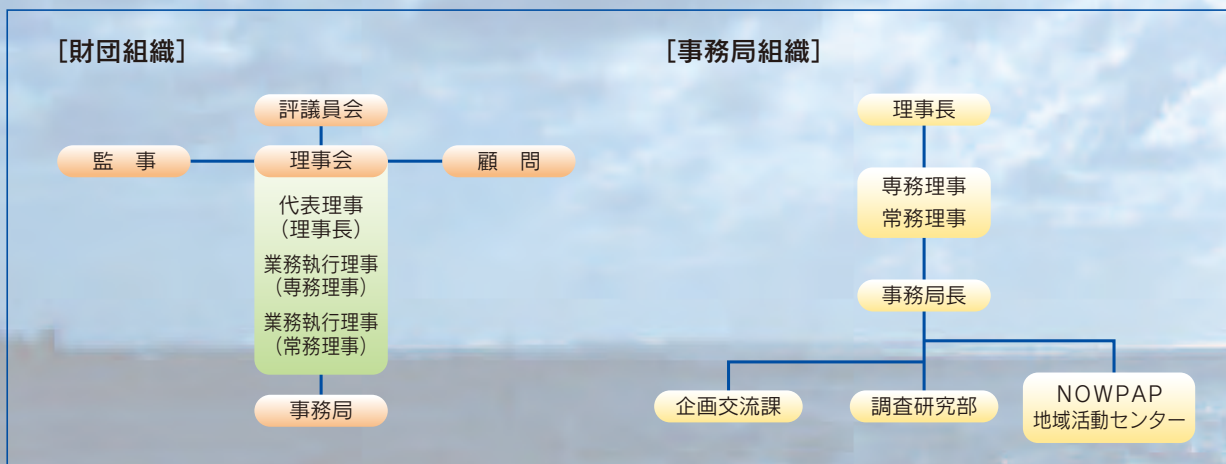 [財団組織]
評議員会
監　事
理事会
顧　問
代表理事
（理事長）
業務執行理事
（専務理事）
業務執行理事
（常務理事）
事務局
[事務局組織]
理事長
専務理事
常務理事
事務局長
企画交流課
調査研究部
NOWPAP
地域活動センター